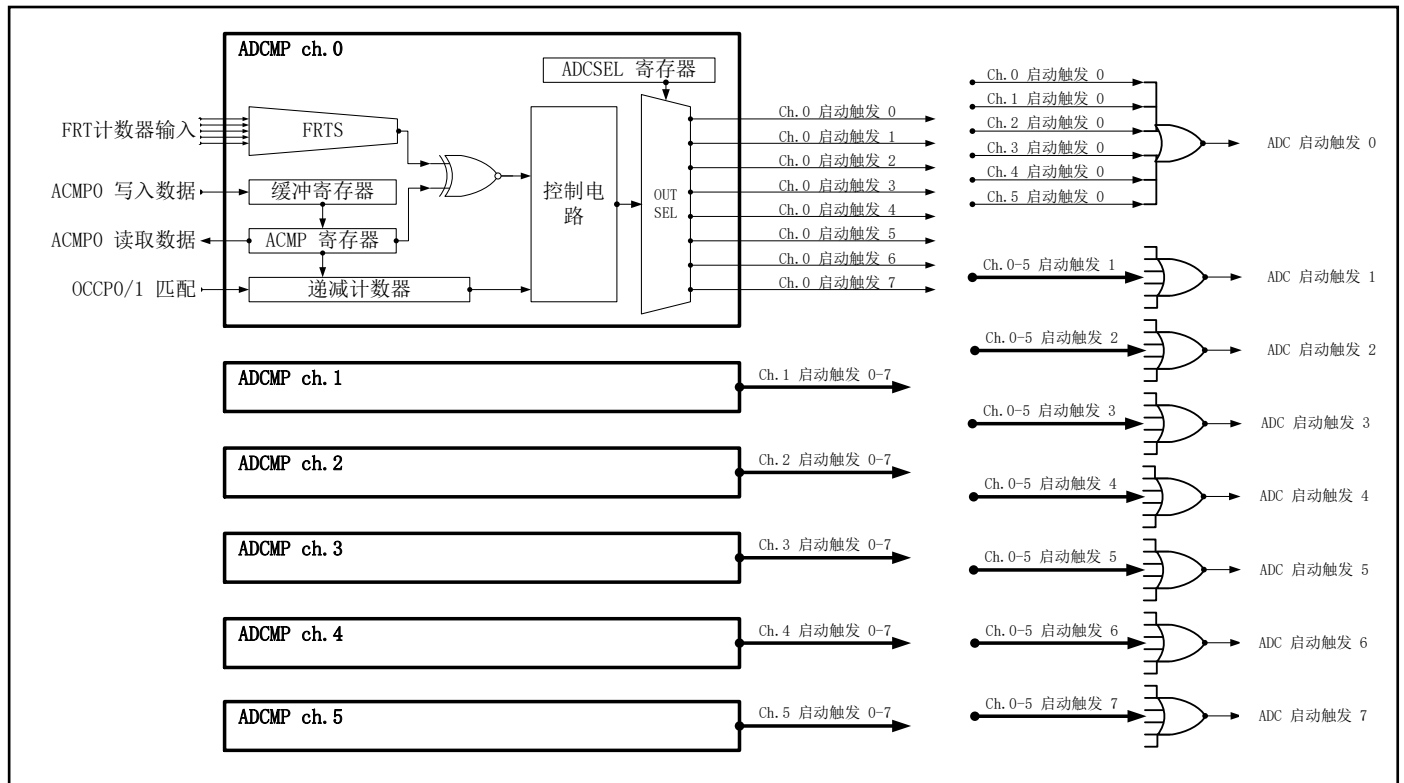 ADCMP ch.0
ADCSEL 寄存器
FRT计数器输入
FRTS
ACMP0 写入数据
缓冲寄存器
ACMP0 读取数据
ACMP 寄存器
OCCP0/1 匹配
递减计数器
控制电
路
OUT
SEL
Ch.0 启动触发 0
Ch.0 启动触发 1
Ch.0 启动触发 2
Ch.0 启动触发 3
Ch.0 启动触发 4
Ch.0 启动触发 5
Ch.0 启动触发 6
Ch.0 启动触发 7
ADCMP ch.1
Ch.1 启动触发 0-7
ADCMP ch.2
Ch.2 启动触发 0-7
ADCMP ch.3
Ch.3 启动触发 0-7
ADCMP ch.4
Ch.4 启动触发 0-7
ADCMP ch.5
Ch.5 启动触发 0-7
Ch.0 启动触发 0
Ch.1 启动触发 0
Ch.2 启动触发 0
Ch.3 启动触发 0
Ch.4 启动触发 0
Ch.5 启动触发 0
ADC 启动触发 0
Ch.0-5 启动触发 1
ADC 启动触发 1
Ch.0-5 启动触发 2
ADC 启动触发 2
Ch.0-5 启动触发 3
ADC 启动触发 3
Ch.0-5 启动触发 4
ADC 启动触发 4
Ch.0-5 启动触发 5
ADC 启动触发 5
Ch.0-5 启动触发 6
ADC 启动触发 6
Ch.0-5 启动触发 7
ADC 启动触发 7